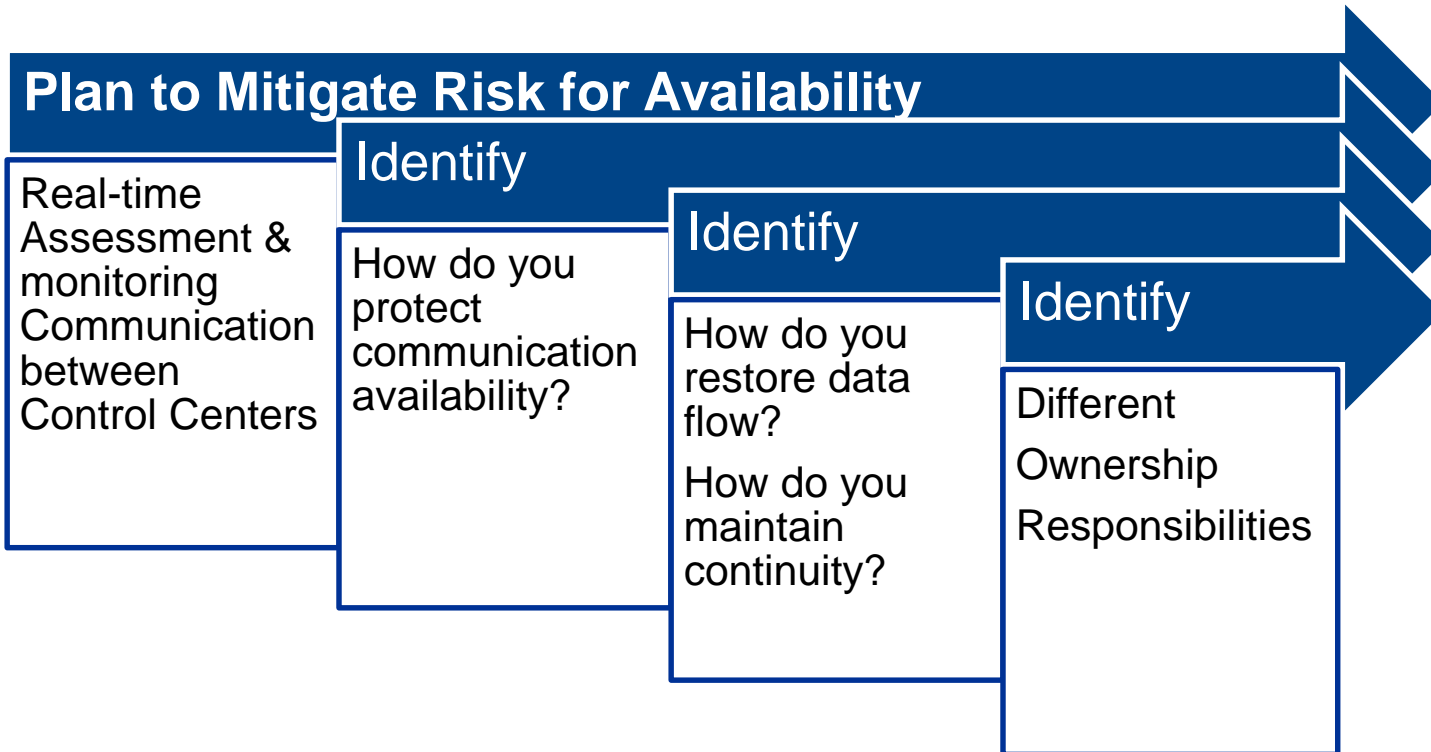 Plan to Mitigate Risk for Availability
Real-time
Assessment &
monitoring
Communication
between
Control Centers
Identify
How do you
protect
communication
availability?
Identify
How do you
restore data
flow?
How do you
maintain
continuity?
Identify
Different
Ownership
Responsibilities